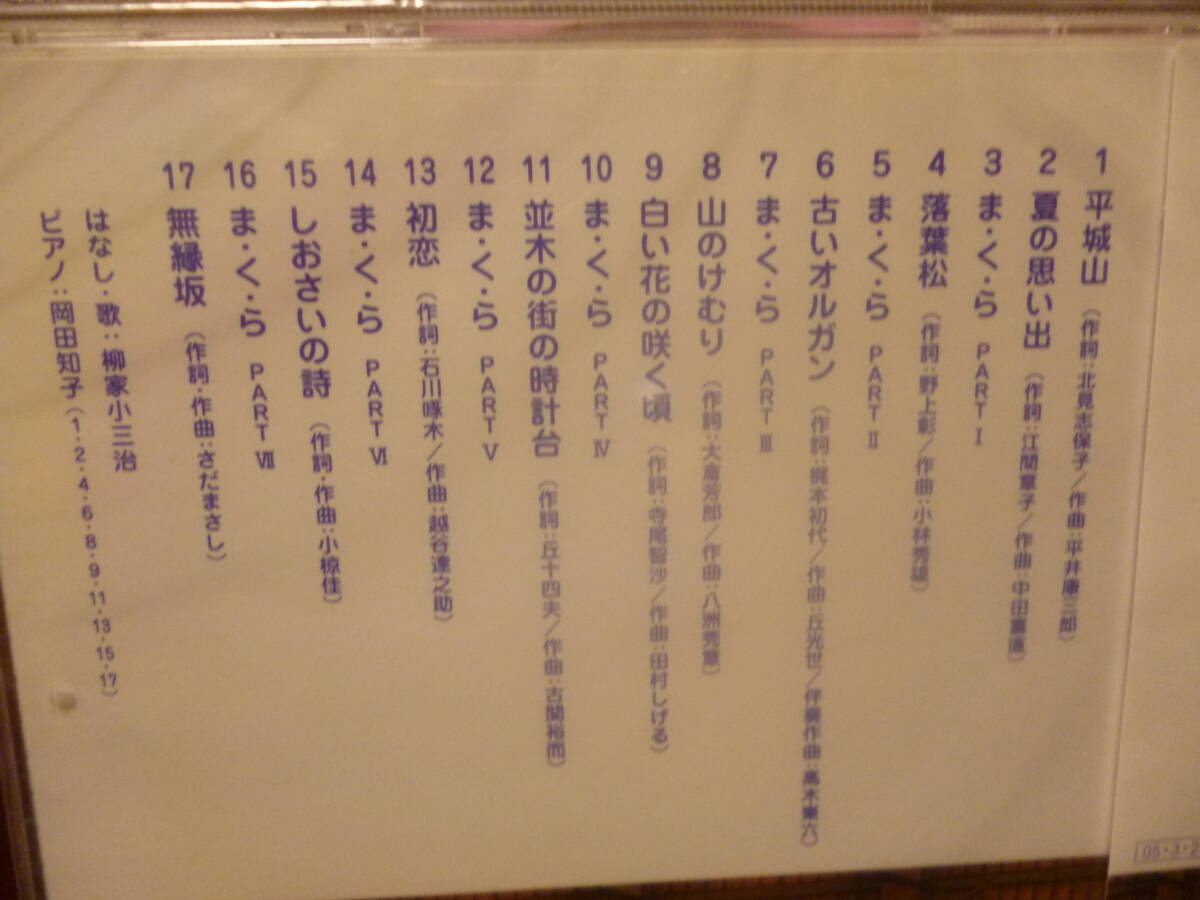 1 平城山 (作詞:北見志保子/作曲:平井康三郎)
2 夏の思い出 (作詞:江間章子/作曲:中田喜直)
3 ま・く・ら PART Ⅰ
4 落葉松 (作詞:野上彰/作曲:小林秀雄)
5 ま・く・ら PART Ⅱ
6 古いオルガン (作詞:梶本初代/作曲:丘光世/伴奏作曲:高木東六)
7 ま・く・ら PART Ⅲ
8 山のけむり (作詞:大倉芳郎/作曲:八洲秀章)
9 白い花の咲く頃 (作詞:寺尾智沙/作曲:田村しげる)
10 ま・く・ら PART Ⅳ
11 並木の街の時計台 (作詞:丘十四夫/作曲:古関裕而)
12 ま・く・ら PART Ⅴ
13 初恋 (作詞:石川啄木/作曲:越谷達之助)
14 ま・く・ら PART Ⅵ
15 しおさいの詩 (作詞・作曲:小椋佳)
16 ま・く・ら PART Ⅶ
17 無縁坂 (作詞・作曲:さだまさし)
はなし・歌:柳家小三治
ピアノ:岡田知子(1・2・4・6・8・9・11・13・15・17)